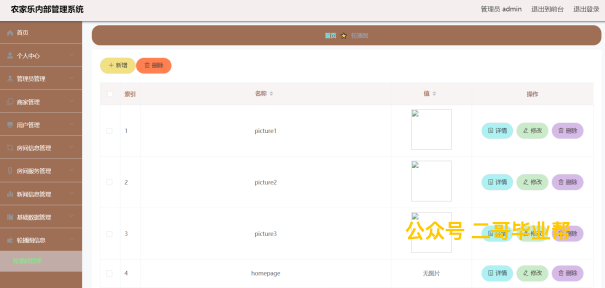 农家乐内部管理系统
管理员 admin 退出到前台 退出登录
首页
个人中心
管理员管理
商家管理
用户管理
房间信息管理
房间服务管理
新闻信息管理
基础数据管理
轮播图信息
首页
+ 新增 删除
索引 名称 值 操作
1 picture1 详情 修改 删除
2 picture2 详情 修改 删除
3 picture3 详情 修改 删除
公众号 二哥毕业帮
4 homepage 无图片 详情 修改 删除